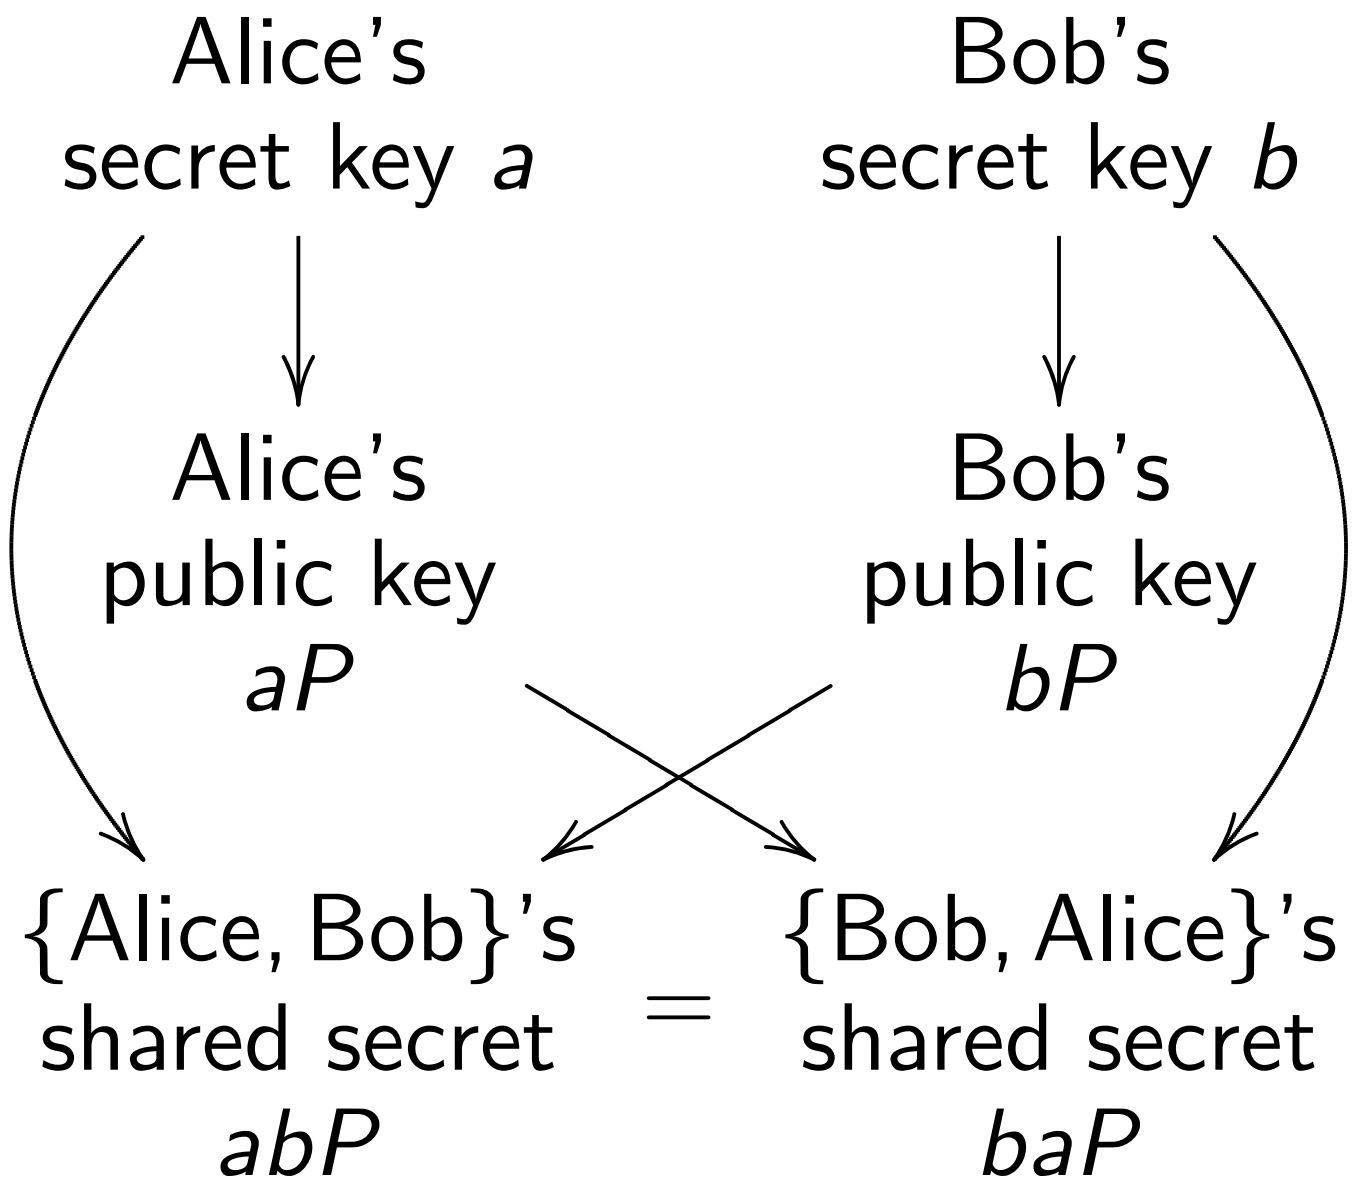 Alice's
secret key a
Bob's
secret key b
Alice's
public key
aP
Bob's
public key
bP
{Alice, Bob}'s
shared secret
abP
=
{Bob, Alice}'s
shared secret
baP